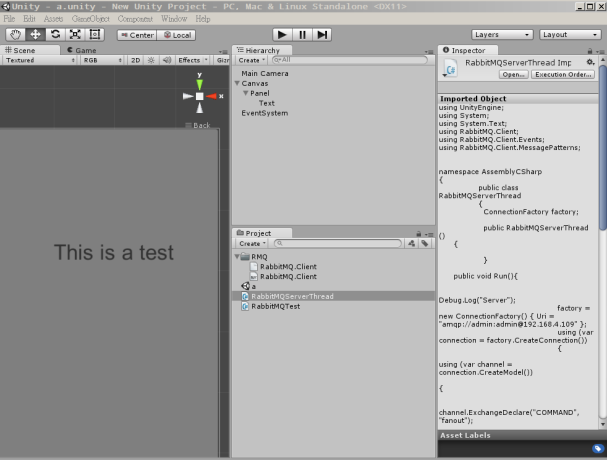 Unity - a.unity - New Unity Project - PC, Mac & Linux Standalone <DX11>
File Edit Assets GameObject Component Window Help
Center Local Layers Layout
Scene Game
Textured RGB 2D Effects Gizr
y
x
Back
This is a test
Hierarchy
Create All
Main Camera
Canvas
Panel
Text
EventSystem
Project
Create
RMQ
RabbitMQ.Client
RabbitMQ.Client
a
RabbitMQServerThread
RabbitMQTest
Inspector
RabbitMQServerThread Imp
Open... Execution Order...
Imported Object
using UnityEngine;
using System;
using System.Text;
using RabbitMQ.Client;
using RabbitMQ.Client.Events;
using RabbitMQ.Client.MessagePatterns;
namespace AssemblyCSharp
{
public class
RabbitMQServerThread
{
ConnectionFactory factory;
public RabbitMQServerThread
()
{
}
public void Run(){
Debug.Log("Server");
factory =
new ConnectionFactory() { Uri =
"amqp://admin:admin@192.168.4.109" };
using (var
connection = factory.CreateConnection())
{
using (var channel =
connection.CreateModel())
{
channel.ExchangeDeclare("COMMAND",
"fanout");
Asset Labels